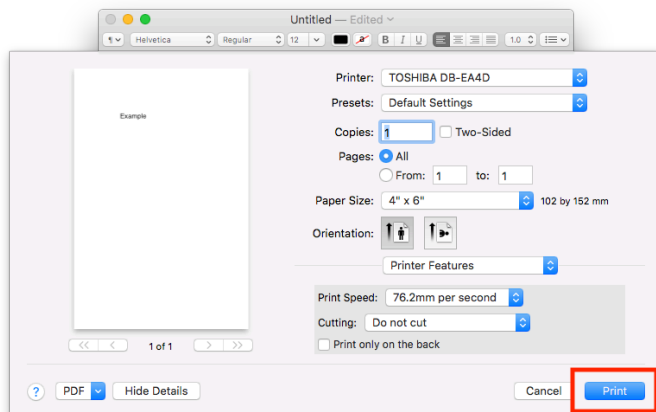 Untitled — Edited
Helvetica Regular 12 a B I U 1.0
Example
Printer: TOSHIBA DB-EA4D
Presets: Default Settings
Copies: 1 Two-Sided
Pages: All
From: 1 to: 1
Paper Size: 4" x 6" 102 by 152 mm
Orientation:
Printer Features
Print Speed: 76.2mm per second
Cutting: Do not cut
Print only on the back
<< < 1 of 1 > >>
? PDF Hide Details Cancel Print